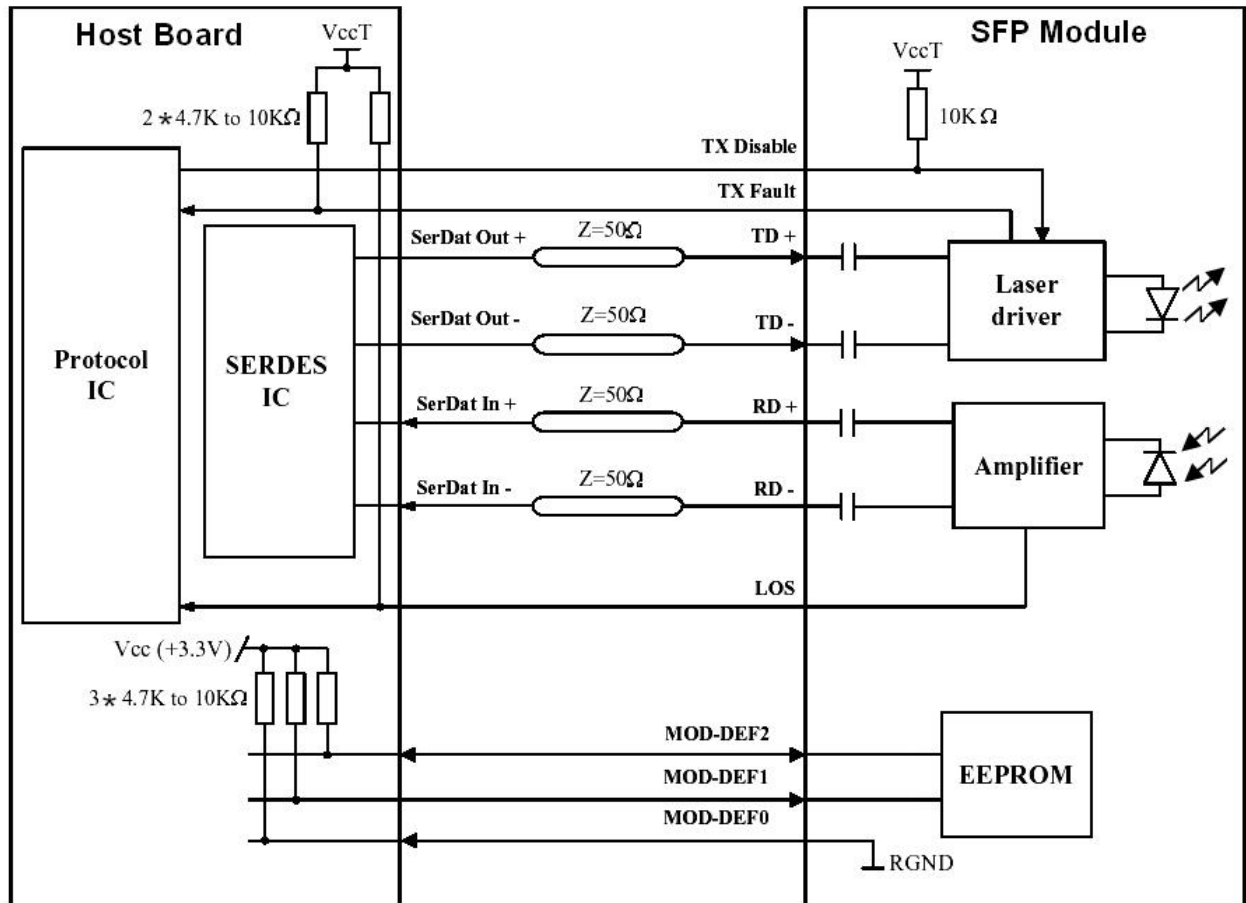 Host Board
SFP Module
VccT
VccT
2 * 4.7K to 10KΩ
10K Ω
TX Disable
TX Fault
SerDat Out +
Z=50Ω
TD +
Laser
driver
SerDat Out -
Z=50Ω
TD -
Protocol
IC
SERDES
IC
SerDat In +
Z=50Ω
RD +
Amplifier
SerDat In -
Z=50Ω
RD -
LOS
Vcc (+3.3V)
3 * 4.7K to 10KΩ
MOD-DEF2
EEPROM
MOD-DEF1
MOD-DEF0
RGND